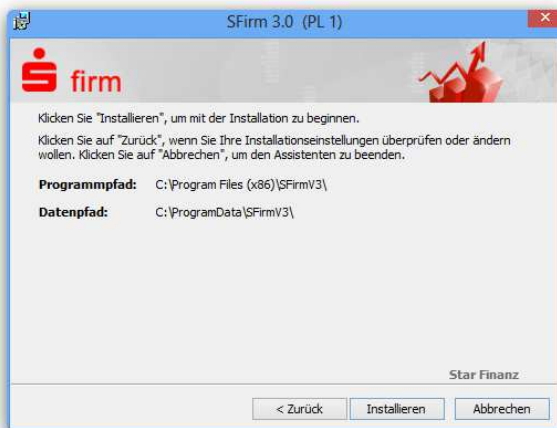 SFirm 3.0 (PL 1)
firm
Klicken Sie "Installieren", um mit der Installation zu beginnen.
Klicken Sie auf "Zurück", wenn Sie Ihre Installationseinstellungen überprüfen oder ändern
wollen. Klicken Sie auf "Abbrechen", um den Assistenten zu beenden.
Programmpfad: C:\Program Files (x86)\SFirmV3\
Datenpfad: C:\ProgramData\SFirmV3\
Star Finanz
< Zurück Installieren Abbrechen